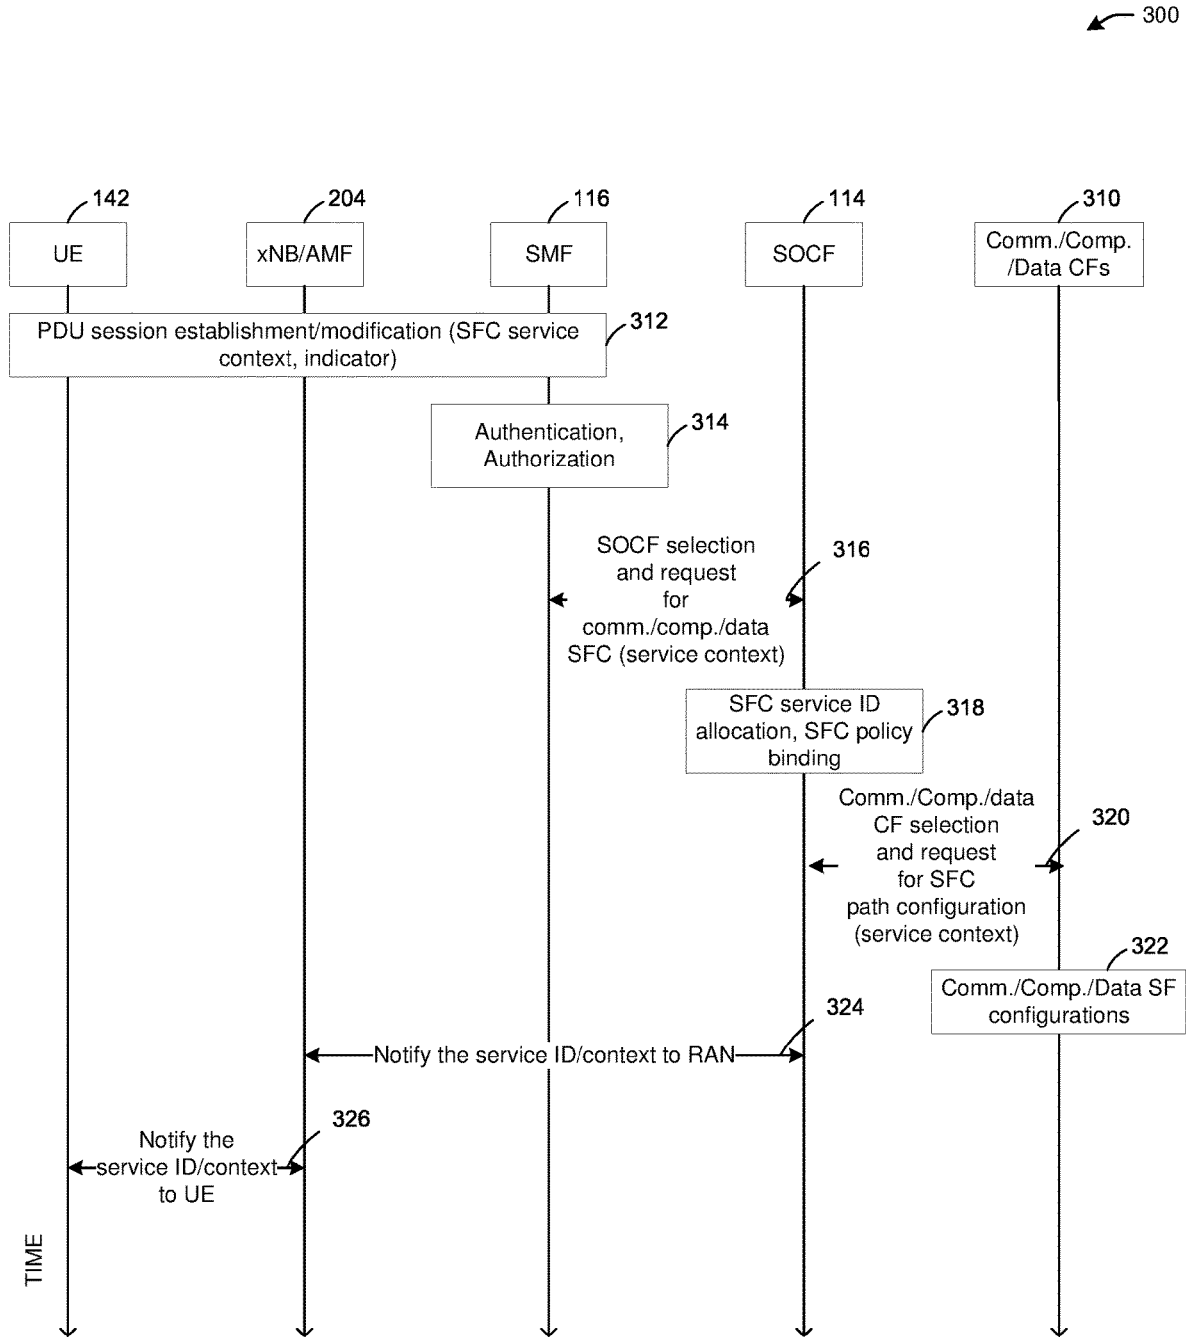 300
142
204
116
114
310
UE
xNB/AMF
SMF
SOCF
Comm./Comp.
/Data CFs
PDU session establishment/modification (SFC service
context, indicator)
312
Authentication,
Authorization
314
SOCF selection
and request
for
comm./comp./data
SFC (service context)
316
SFC service ID
allocation, SFC policy
binding
318
Comm./Comp./data
CF selection
and request
for SFC
path configuration
(service context)
320
322
Comm./Comp./Data SF
configurations
324
Notify the service ID/context to RAN
326
Notify the
service ID/context
to UE
TIME